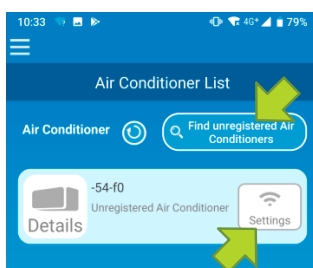 10:33 4G+ 79%
Air Conditioner List
Air Conditioner Find unregistered Air
Conditioners
-54-f0
Unregistered Air Conditioner
Details Settings